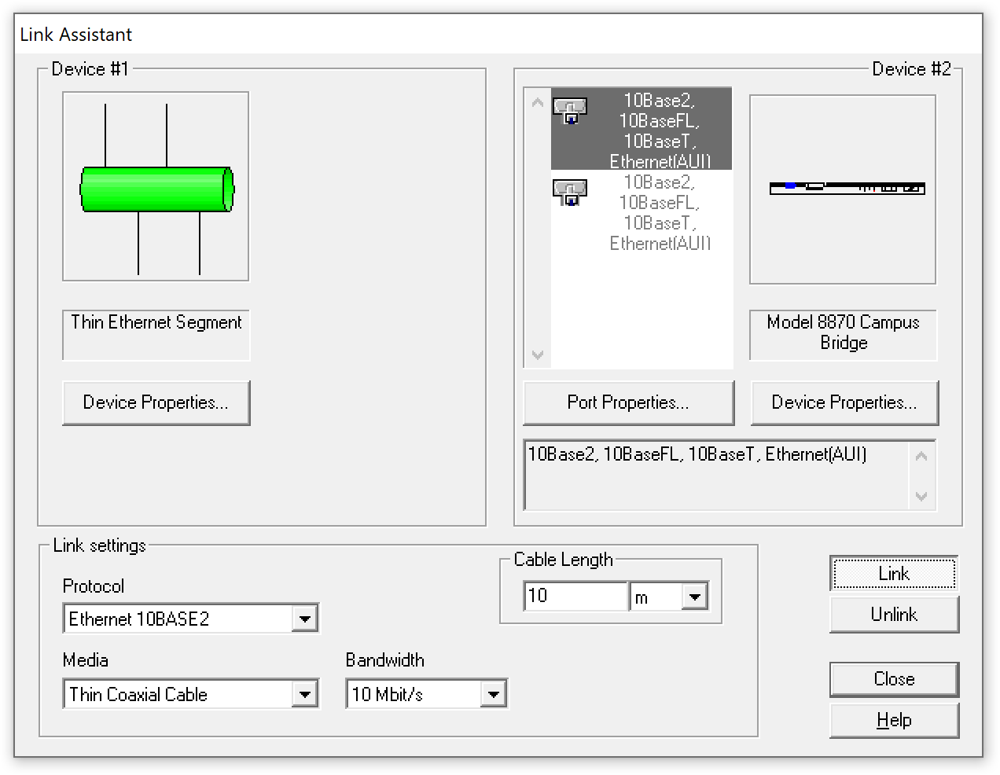 Link Assistant
Device #1
Thin Ethernet Segment
Device Properties...
Device #2
10Base2,
10BaseFL,
10BaseT,
Ethernet(AUI)
10Base2,
10BaseFL,
10BaseT,
Ethernet(AUI)
Model 8870 Campus
Bridge
Port Properties...
Device Properties...
10Base2, 10BaseFL, 10BaseT, Ethernet(AUI)
Link settings
Protocol
Ethernet 10BASE2
Media
Thin Coaxial Cable
Bandwidth
10 Mbit/s
Cable Length
10
m
Link
Unlink
Close
Help